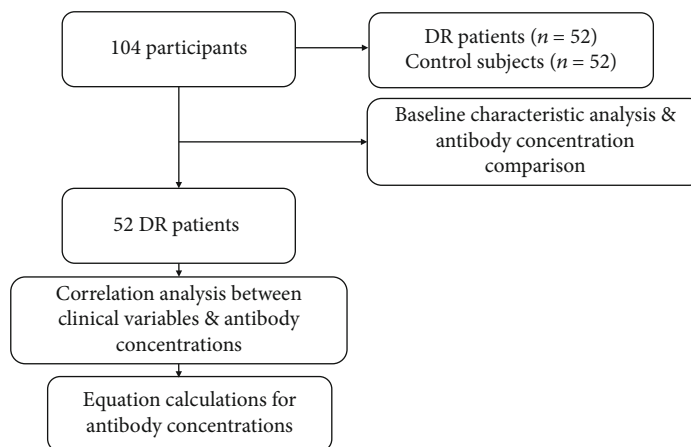 104 participants
DR patients (n = 52)
Control subjects (n = 52)
Baseline characteristic analysis &
antibody concentration
comparison
52 DR patients
Correlation analysis between
clinical variables & antibody
concentrations
Equation calculations for
antibody concentrations